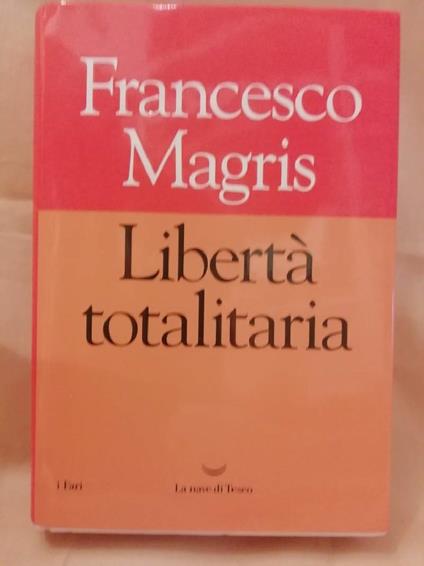 Francesco
Magris
Libertà
totalitaria
i Fari
La nave di Teseo